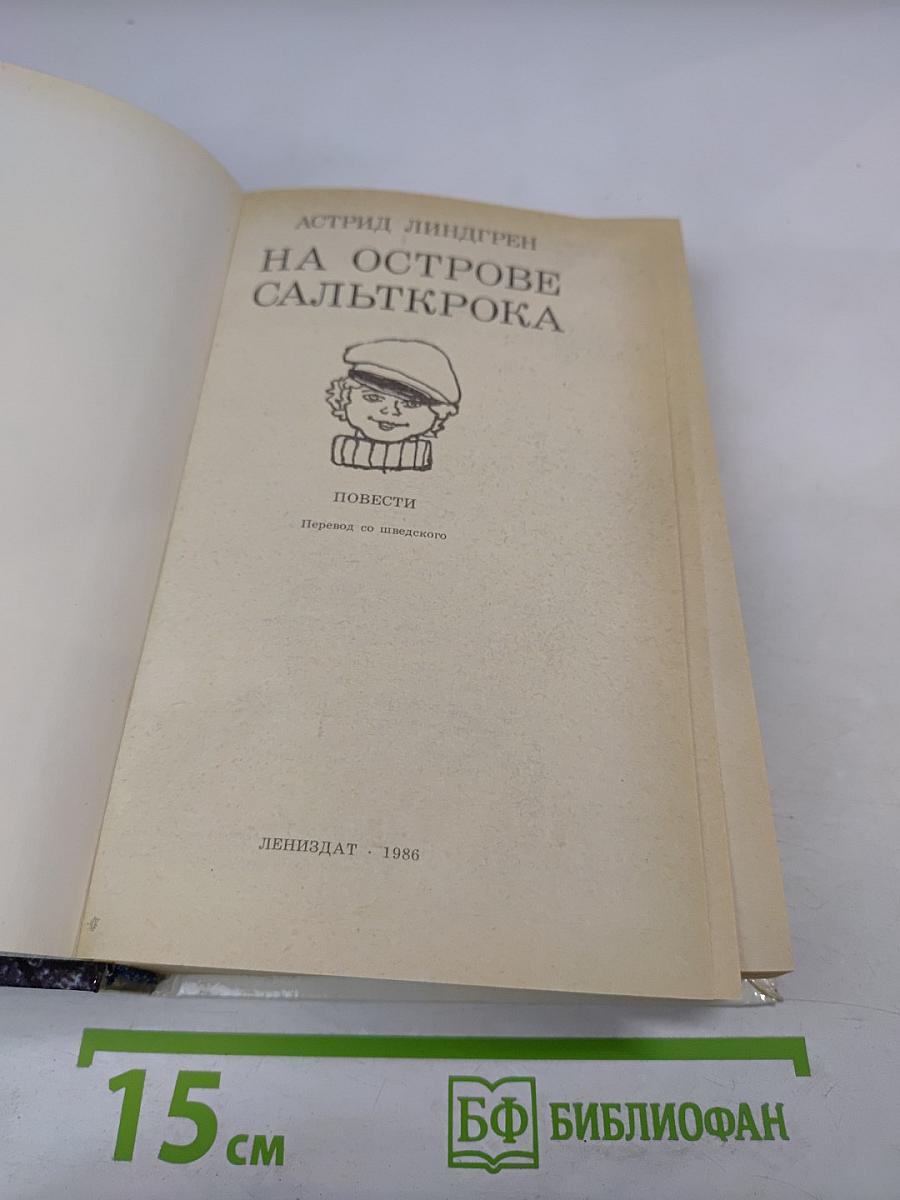 АСТРИД ЛИНДГРЕН
НА ОСТРОВЕ
САЛЬТКРОКА
ПОВЕСТИ
Перевод со шведского
ЛЕНИЗДАТ · 1986
15 см
БФ БИБЛИОФАН